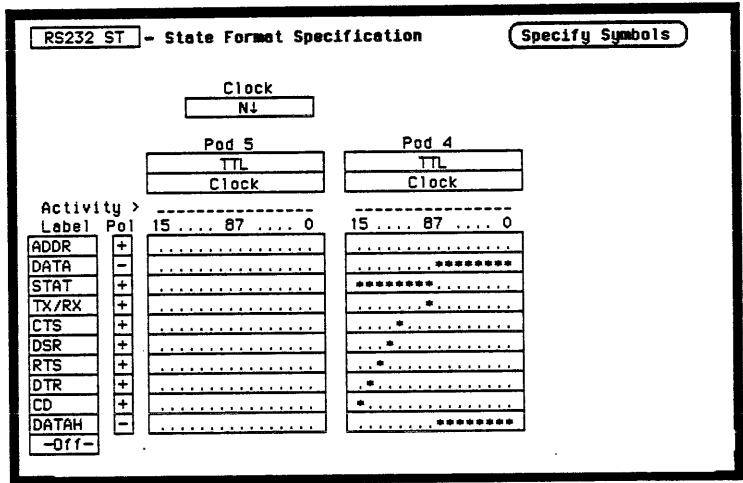 RS232 ST – State Format Specification Specify Symbols
Clock
N↓
Pod 5 Pod 4
TTL TTL
Clock Clock
Activity > ---------------- ----------------
Label Pol 15 .... 87 .... 0 15 .... 87 .... 0
ADDR + ................ ................
DATA - ................ ........********
STAT + ................ ********........
TX/RX + ................ .......*........
CTS + ................ ....*...........
DSR + ................ ...*............
RTS + ................ ..*.............
DTR + ................ .*..............
CD + ................ *...............
DATAH - ................ ........********
-Off-